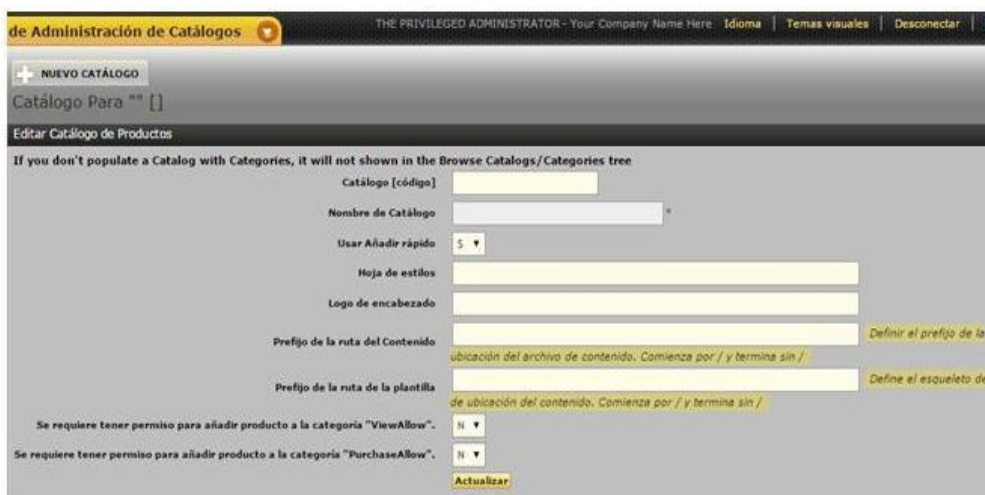 de Administración de Catálogos
THE PRIVILEGED ADMINISTRATOR - Your Company Name Here Idioma | Temas visuales | Desconectar |
NUEVO CATÁLOGO
Catálogo Para "" []
Editar Catálogo de Productos
If you don't populate a Catalog with Categories, it will not shown in the Browse Catalogs/Categories tree
Catálogo [código]
Nombre de Catálogo *
Usar Añadir rápido S
Hoja de estilos
Logo de encabezado
Prefijo de la ruta del Contenido Definir el prefijo de la
ubicación del archivo de contenido. Comienza por / y termina sin /
Prefijo de la ruta de la plantilla Define el esqueleto de
de ubicación del contenido. Comienza por / y termina sin /
Se requiere tener permiso para añadir producto a la categoría "ViewAllow". N
Se requiere tener permiso para añadir producto a la categoría "PurchaseAllow". N
Actualizar